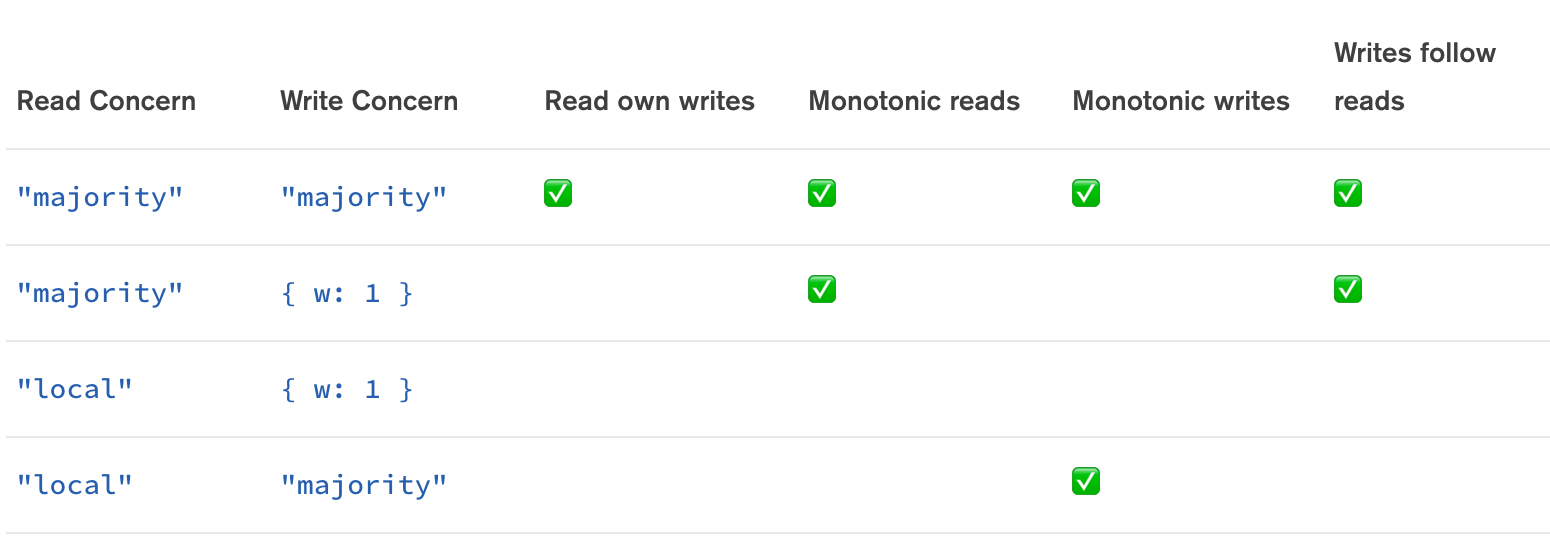 Read Concern Write Concern Read own writes Monotonic reads Monotonic writes Writes follow reads
"majority" "majority" ✅ ✅ ✅ ✅
"majority" { w: 1 } ✅ ✅
"local" { w: 1 }
"local" "majority" ✅